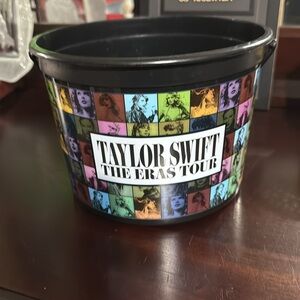 TAYLOR SWIFT
THE ERAS TOUR